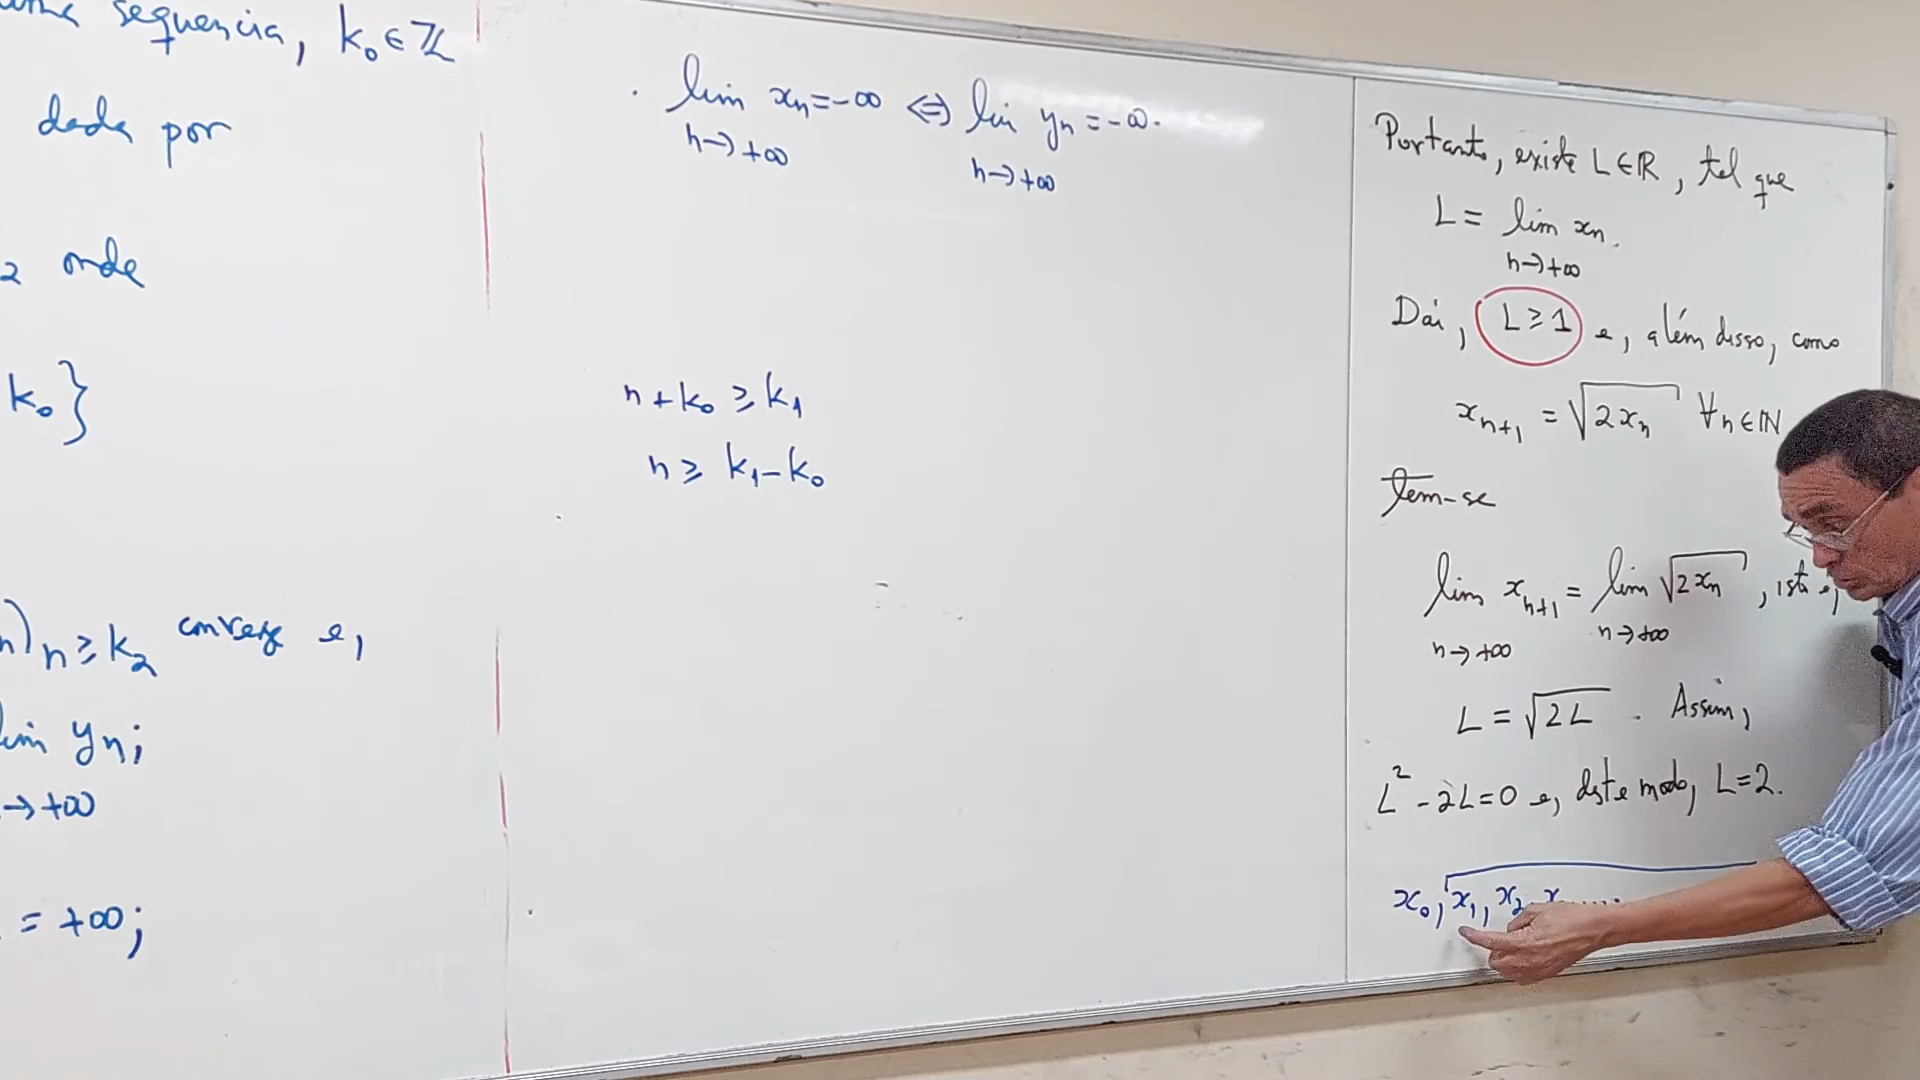 uma sequencia, k₀ ∈ ℤ
dada por
2 onde
k₀}
n)n≥k₂ converge e,
lim yn;
→+∞
= +∞;
. lim xn = -∞ ⇔ lim yn = -∞.
n→+∞ n→+∞
n + k₀ ≥ k₁
n ≥ k₁ - k₀
Portanto, existe L∈ℝ, tal que
L = lim xn.
n→+∞
Daí, L ≥ 1 e, além disso, como
xn+1 = √2xn ∀n∈ℕ
tem-se
lim xn+1 = lim √2xn, isto é,
n→+∞ n→+∞
L = √2L . Assim,
L² - 2L = 0 e, deste modo, L=2.
x₀, x₁, x₂